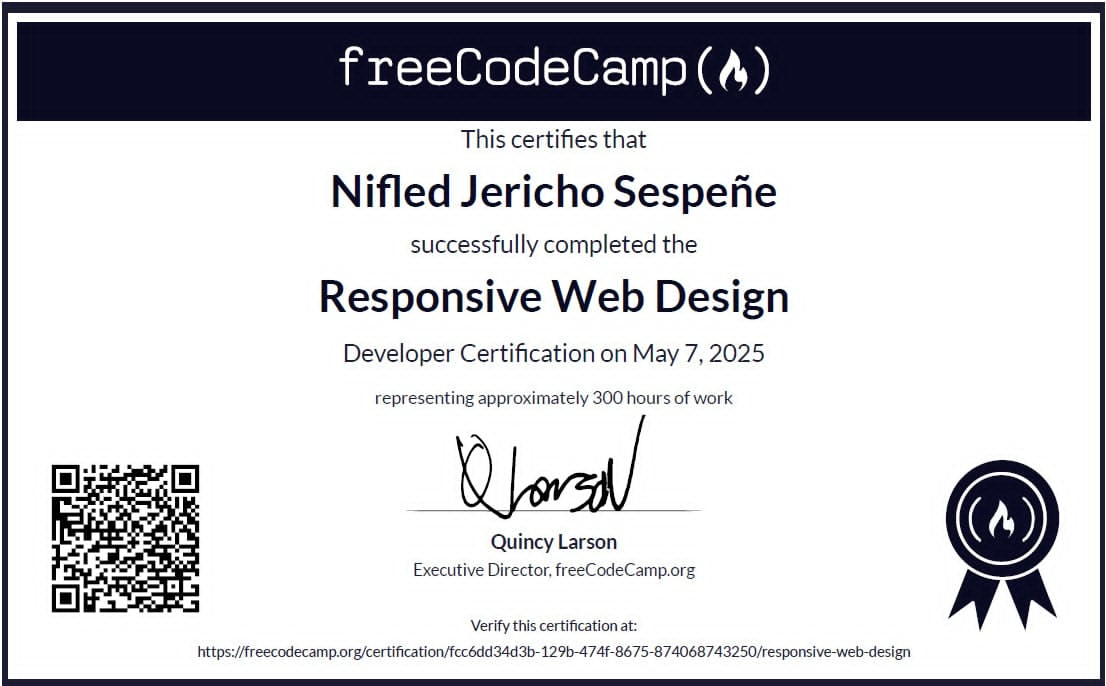 freeCodeCamp
This certifies that
Nifled Jericho Sespeñe
successfully completed the
Responsive Web Design
Developer Certification on May 7, 2025
representing approximately 300 hours of work
Q Larson
Quincy Larson
Executive Director, freeCodeCamp.org
Verify this certification at:
https://freecodecamp.org/certification/fcc6dd34d3b-129b-474f-8675-874068743250/responsive-web-design